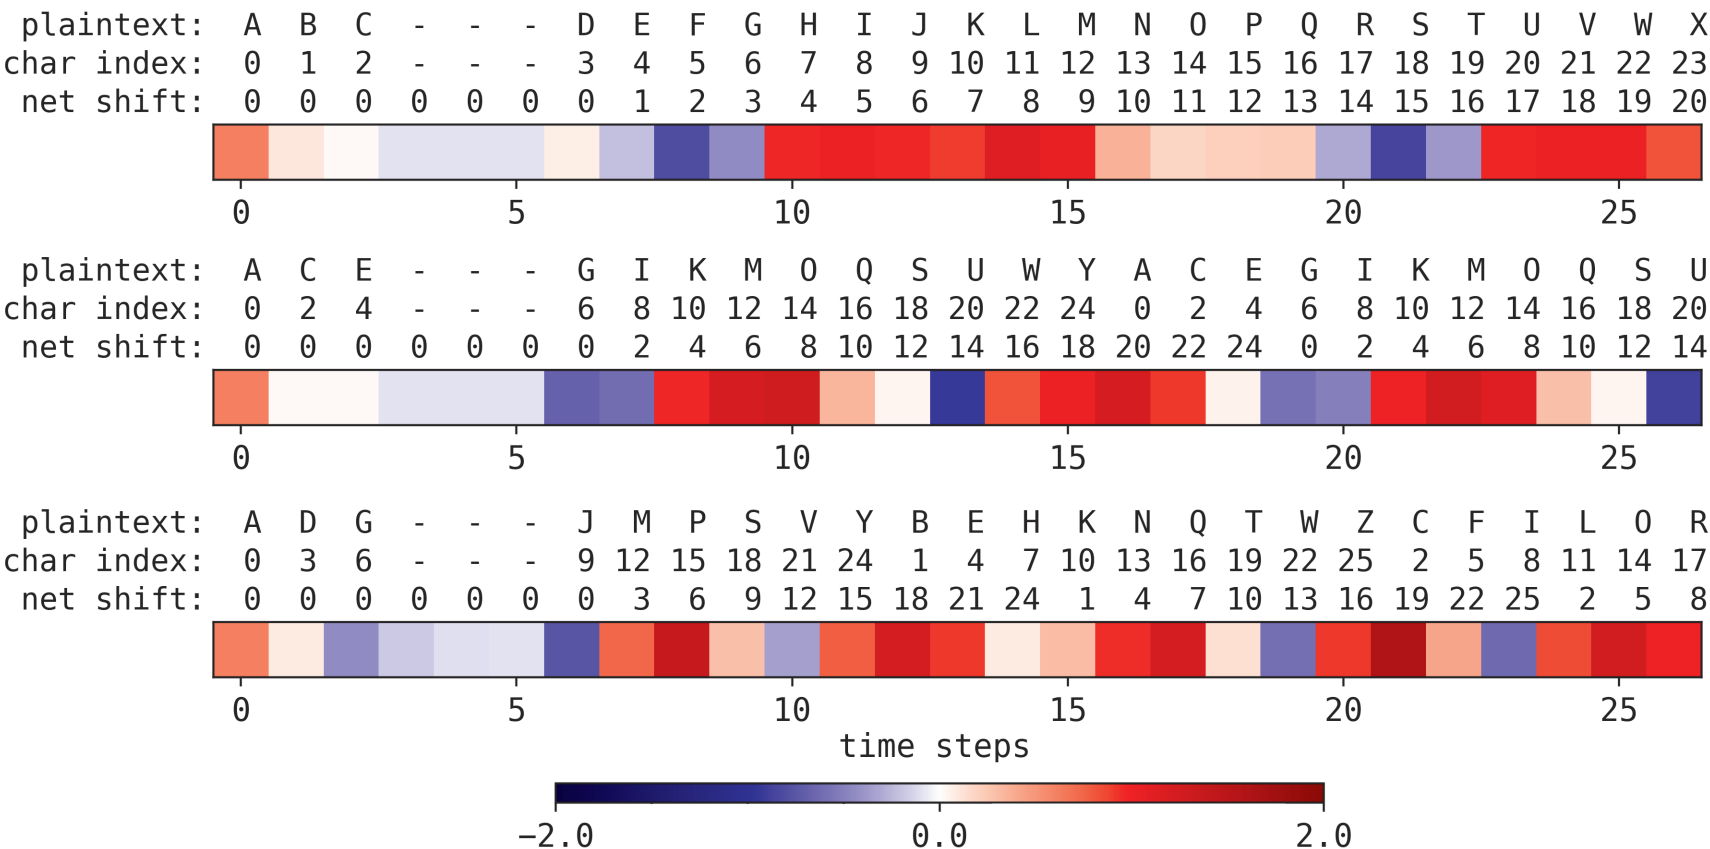 plaintext: A B C - - - D E F G H I J K L M N O P Q R S T U V W X
char index: 0 1 2 - - - 3 4 5 6 7 8 9 10 11 12 13 14 15 16 17 18 19 20 21 22 23
net shift: 0 0 0 0 0 0 0 1 2 3 4 5 6 7 8 9 10 11 12 13 14 15 16 17 18 19 20
0 5 10 15 20 25
plaintext: A C E - - - G I K M O Q S U W Y A C E G I K M O Q S U
char index: 0 2 4 - - - 6 8 10 12 14 16 18 20 22 24 0 2 4 6 8 10 12 14 16 18 20
net shift: 0 0 0 0 0 0 0 2 4 6 8 10 12 14 16 18 20 22 24 0 2 4 6 8 10 12 14
0 5 10 15 20 25
plaintext: A D G - - - J M P S V Y B E H K N Q T W Z C F I L O R
char index: 0 3 6 - - - 9 12 15 18 21 24 1 4 7 10 13 16 19 22 25 2 5 8 11 14 17
net shift: 0 0 0 0 0 0 0 3 6 9 12 15 18 21 24 1 4 7 10 13 16 19 22 25 2 5 8
0 5 10 15 20 25
time steps
−2.0 0.0 2.0